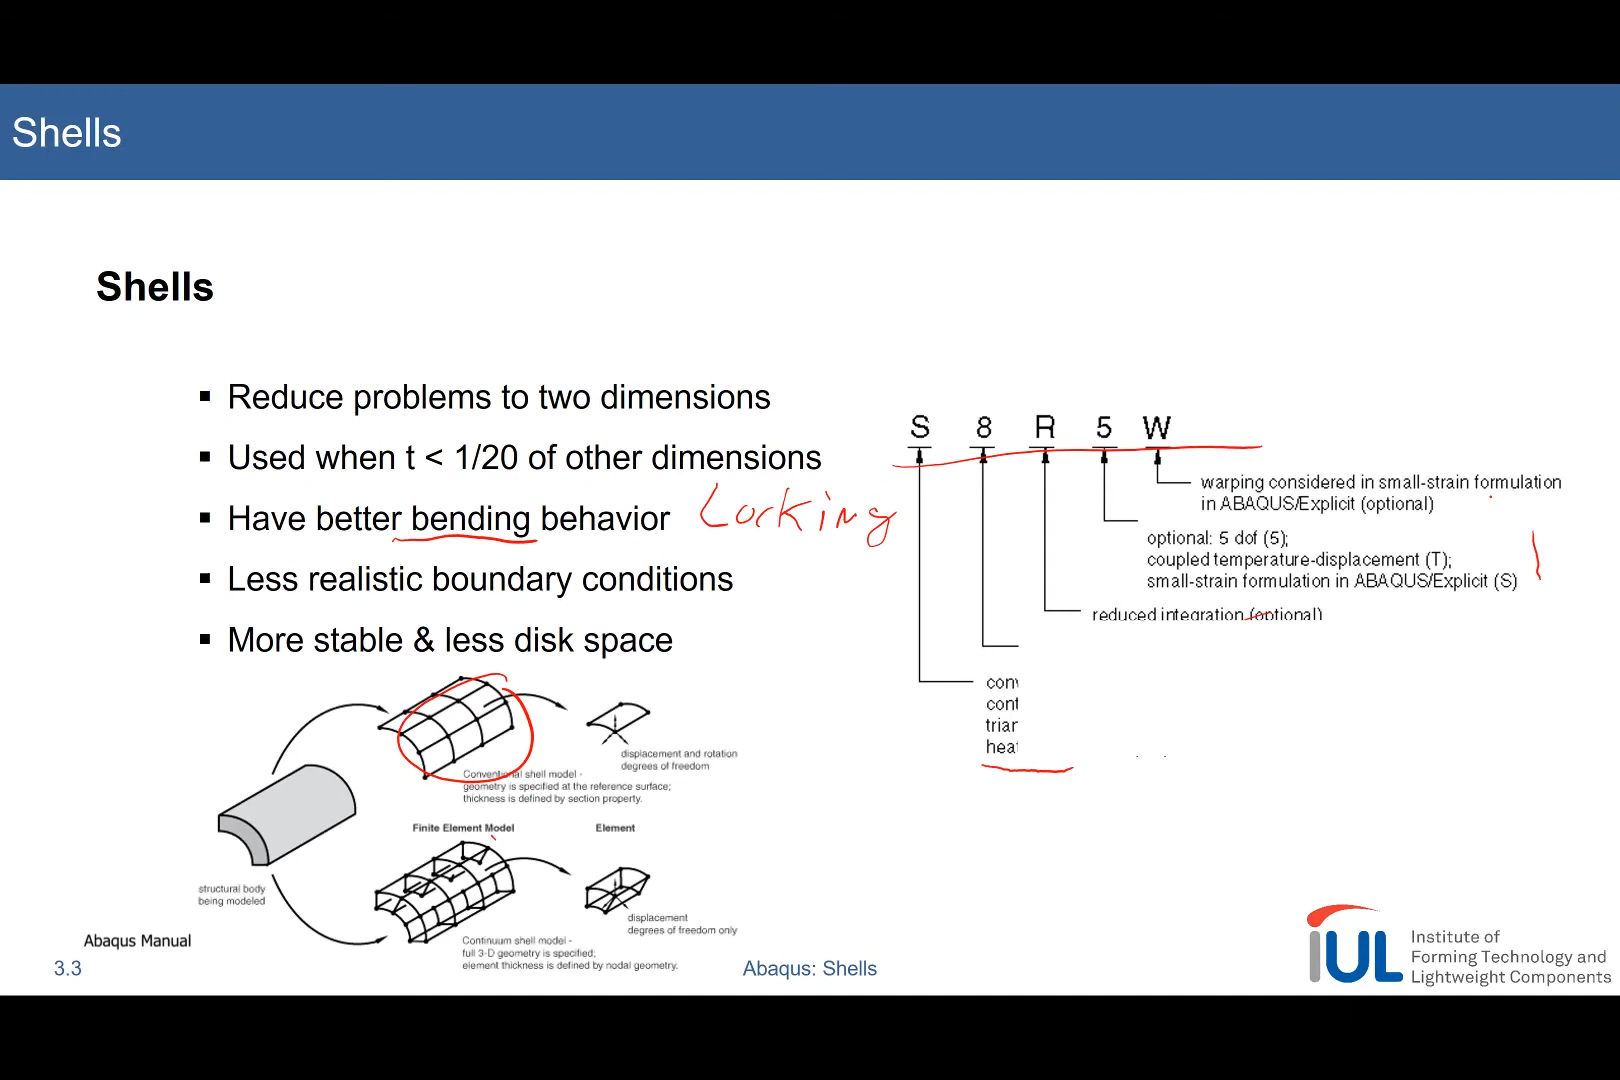 Shells
Shells
▪ Reduce problems to two dimensions
▪ Used when t < 1/20 of other dimensions
▪ Have better bending behavior
Locking
▪ Less realistic boundary conditions
▪ More stable & less disk space
S 8 R 5 W
warping considered in small-strain formulation
in ABAQUS/Explicit (optional)
optional: 5 dof (5);
coupled temperature-displacement (T);
small-strain formulation in ABAQUS/Explicit (S)
reduced integration (optional)
displacement and rotation
degrees of freedom
Conventional shell model -
geometry is specified at the reference surface;
thickness is defined by section property.
Finite Element Model
Element
structural body
being modeled
displacement
degrees of freedom only
Continuum shell model -
full 3-D geometry is specified;
element thickness is defined by nodal geometry.
Abaqus Manual
3.3
Abaqus: Shells
iUL
Institute of
Forming Technology and
Lightweight Components